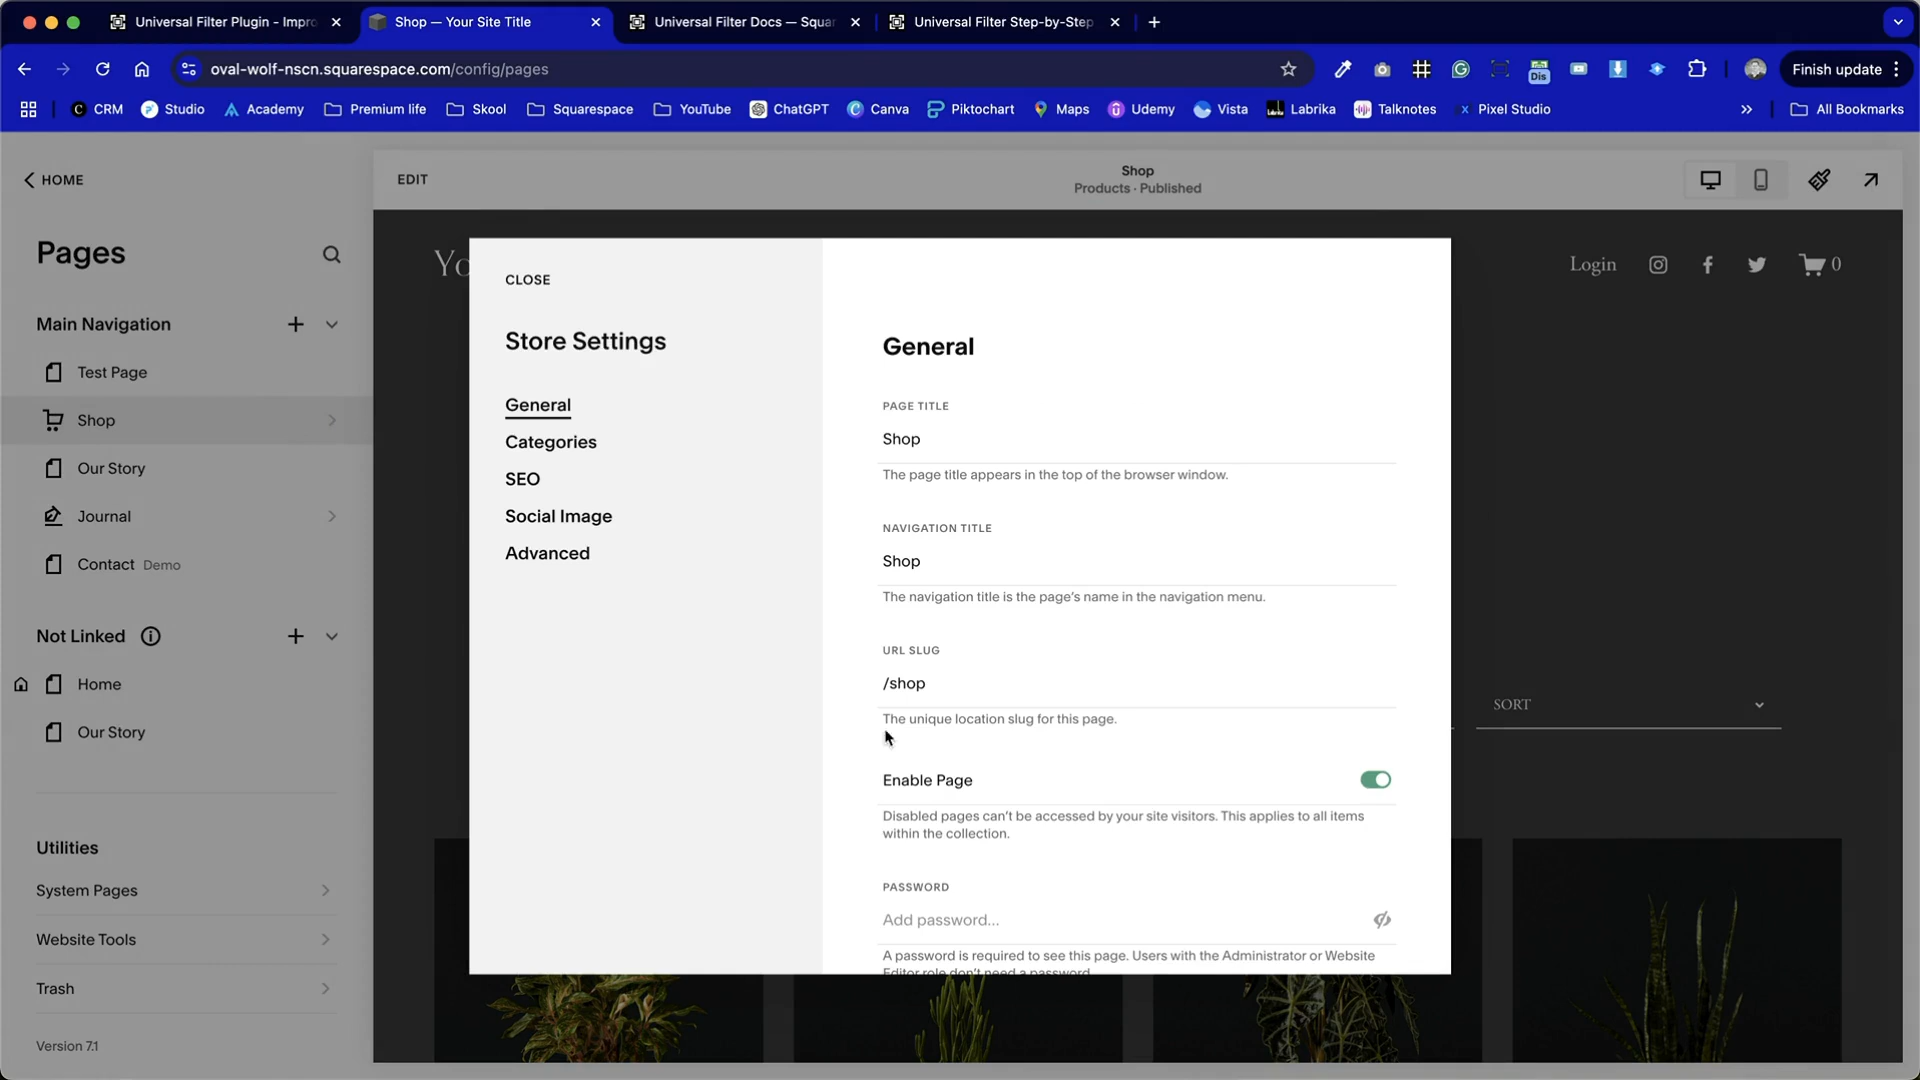 Universal Filter Plugin - Impro
Shop — Your Site Title
Universal Filter Docs — Squar
Universal Filter Step-by-Step
oval-wolf-nscn.squarespace.com/config/pages
Dis
Finish update
CRM
Studio
Academy
Premium life
Skool
Squarespace
YouTube
ChatGPT
Canva
Piktochart
Maps
Udemy
Vista
Labrika
Talknotes
Pixel Studio
All Bookmarks
HOME
EDIT
Shop
Products · Published
Pages
Main Navigation
Test Page
Shop
Our Story
Journal
Contact Demo
Not Linked
Home
Our Story
Utilities
System Pages
Website Tools
Trash
Version 7.1
Yo
Login
0
SORT
CLOSE
Store Settings
General
Categories
SEO
Social Image
Advanced
General
PAGE TITLE
Shop
The page title appears in the top of the browser window.
NAVIGATION TITLE
Shop
The navigation title is the page's name in the navigation menu.
URL SLUG
/shop
The unique location slug for this page.
Enable Page
Disabled pages can't be accessed by your site visitors. This applies to all items
within the collection.
PASSWORD
Add password...
A password is required to see this page. Users with the Administrator or Website
Editor role don't need a password.